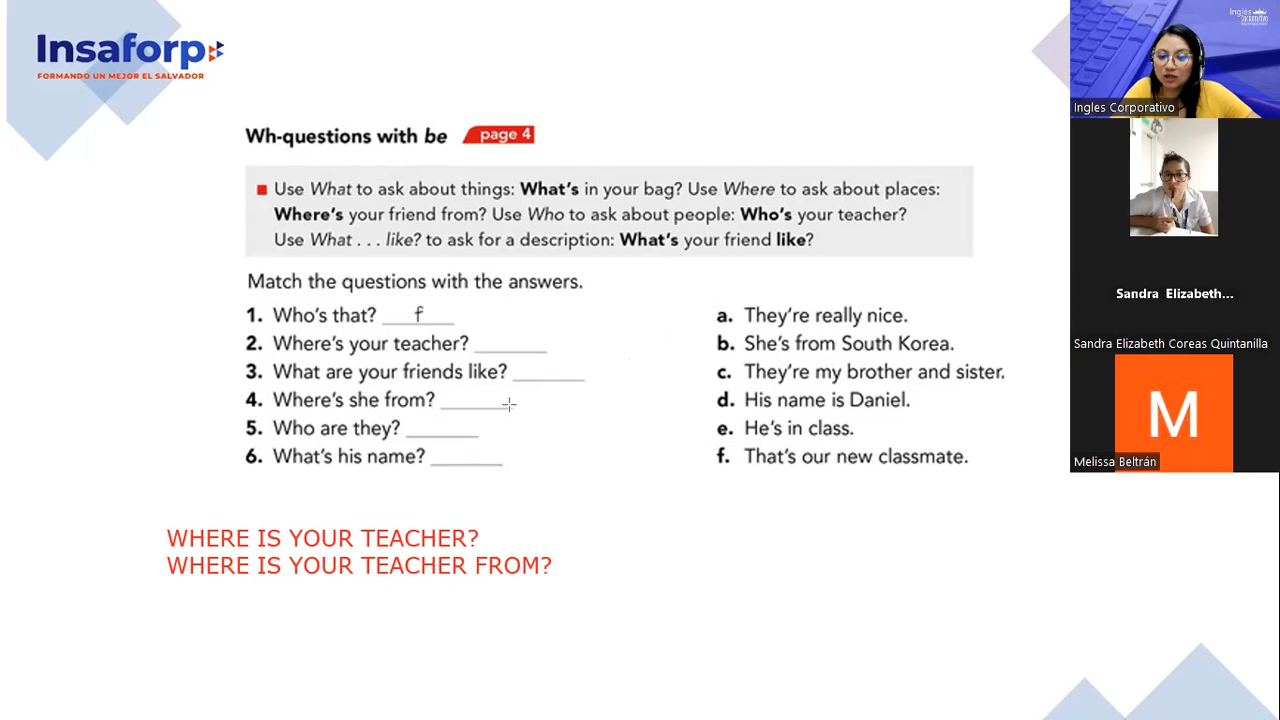 Insaforp
FORMANDO UN MEJOR EL SALVADOR
Wh-questions with be page 4
Use What to ask about things: What's in your bag? Use Where to ask about places:
Where's your friend from? Use Who to ask about people: Who's your teacher?
Use What . . . like? to ask for a description: What's your friend like?
Match the questions with the answers.
1. Who's that? f
2. Where's your teacher?
3. What are your friends like?
4. Where's she from?
5. Who are they?
6. What's his name?
a. They're really nice.
b. She's from South Korea.
c. They're my brother and sister.
d. His name is Daniel.
e. He's in class.
f. That's our new classmate.
WHERE IS YOUR TEACHER?
WHERE IS YOUR TEACHER FROM?
Ingles Corporativo
Sandra Elizabeth...
Sandra Elizabeth Coreas Quintanilla
M
Melissa Beltrán